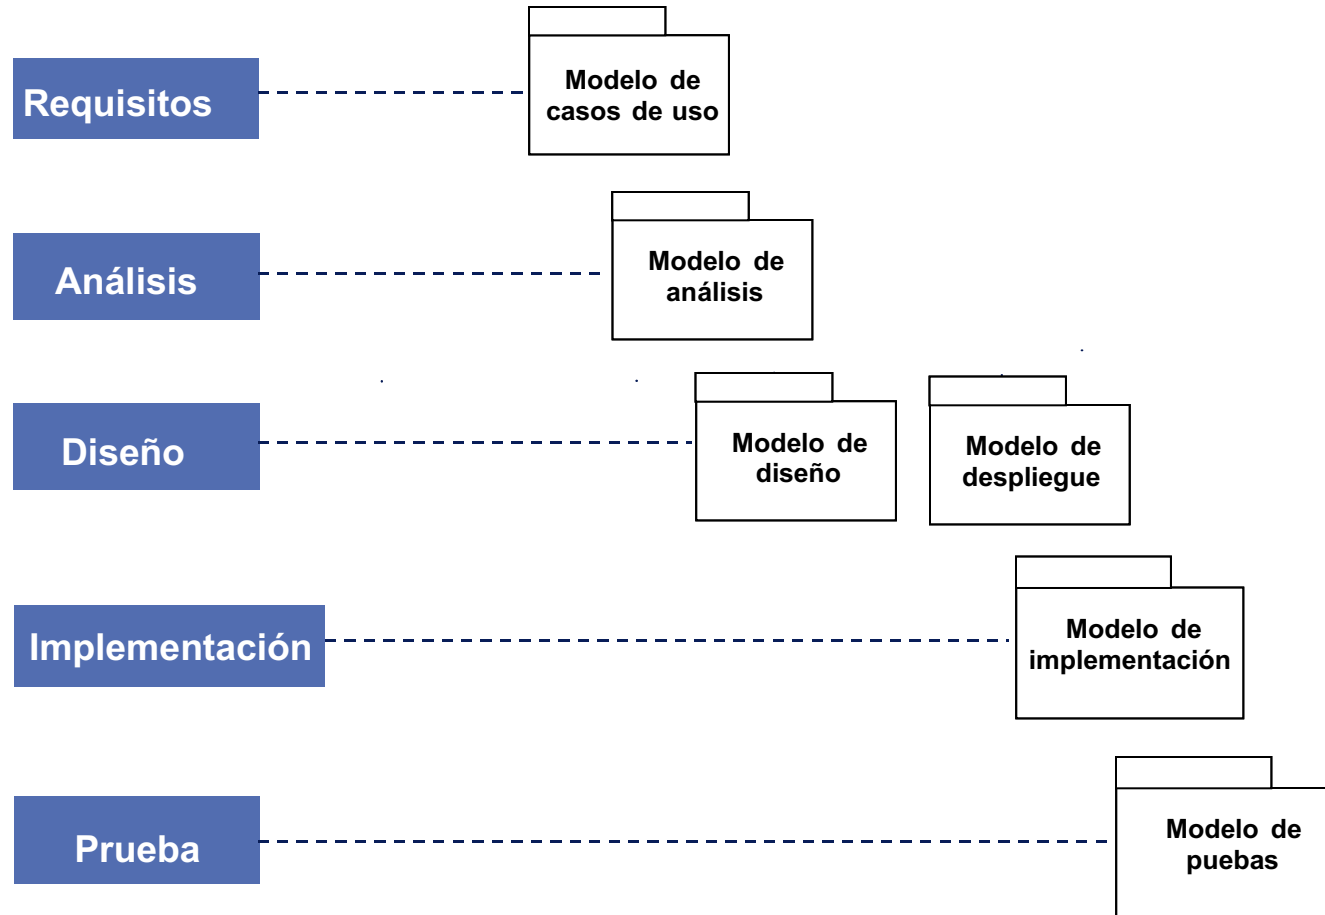 Requisitos
Modelo de
casos de uso
Análisis
Modelo de
análisis
Diseño
Modelo de
diseño
Modelo de
despliegue
Implementación
Modelo de
implementación
Prueba
Modelo de
puebas